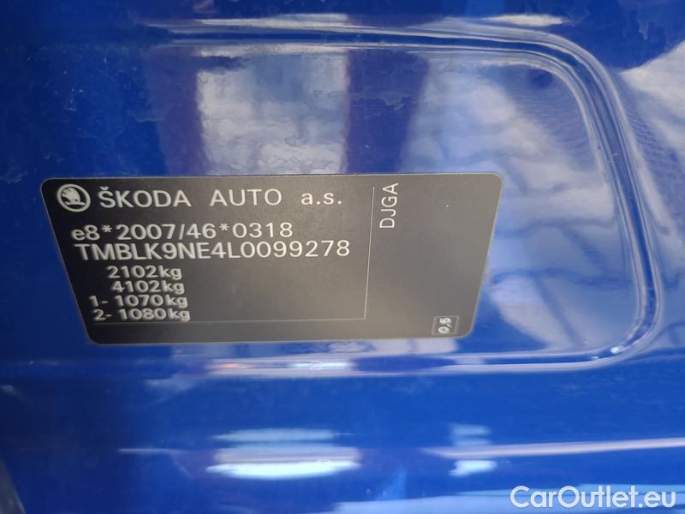 ŠKODA AUTO a.s.
e8*2007/46*0318
TMBLK9NE4L0099278
2102kg
4102kg
1- 1070kg
2- 1080kg
DJGA
0,5
CarOutlet.eu